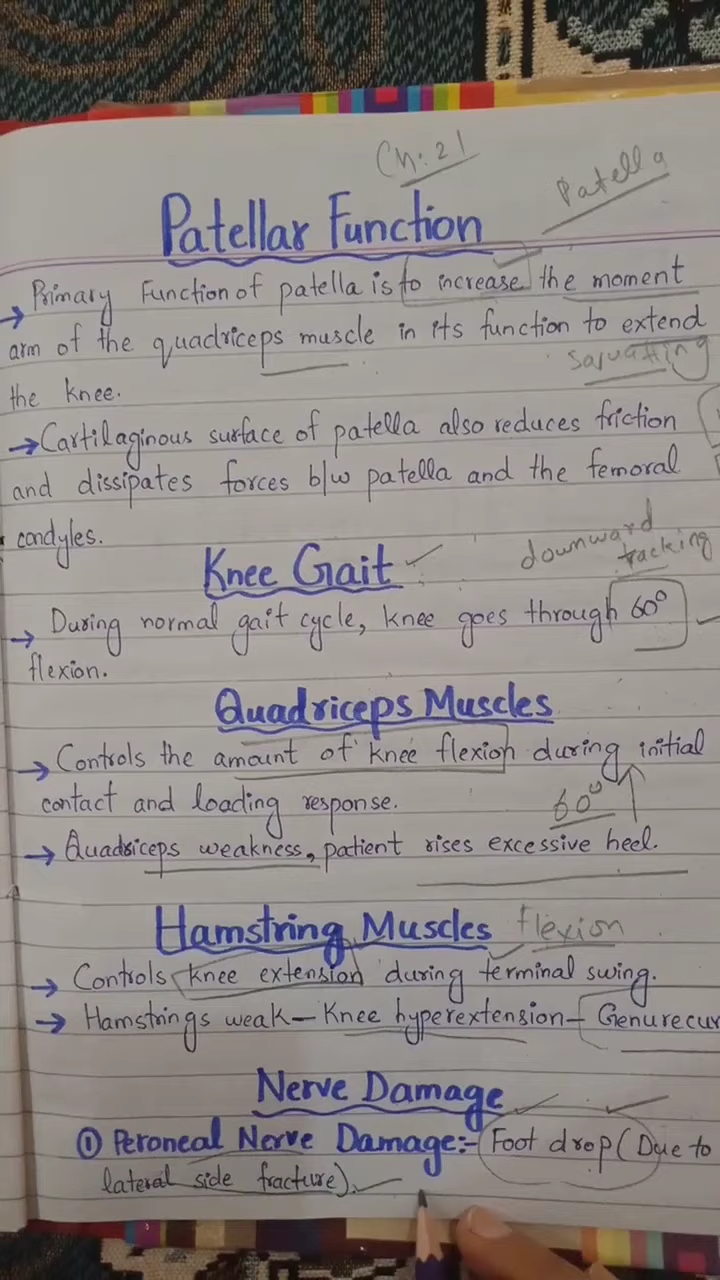 Ch: 21
Patella
Patellar Function
→ Primary Function of patella is to increase the moment
arm of the quadriceps muscle in its function to extend
the knee.
→ Cartilaginous surface of patella also reduces friction
and dissipates forces b/w patella and the femoral
condyles.
downward
tracking
Knee Gait
→ During normal gait cycle, knee goes through 60°
flexion.
Quadriceps Muscles
→ Controls the amount of knee flexion during initial
contact and loading response.
60°
→ Quadriceps weakness, patient rises excessive heel.
Hamstring Muscles flexion
→ Controls knee extension during terminal swing.
→ Hamstrings weak – Knee hyperextension – Genurecur
Nerve Damage
① Peroneal Nerve Damage:- Foot drop (Due to
lateral side fracture).